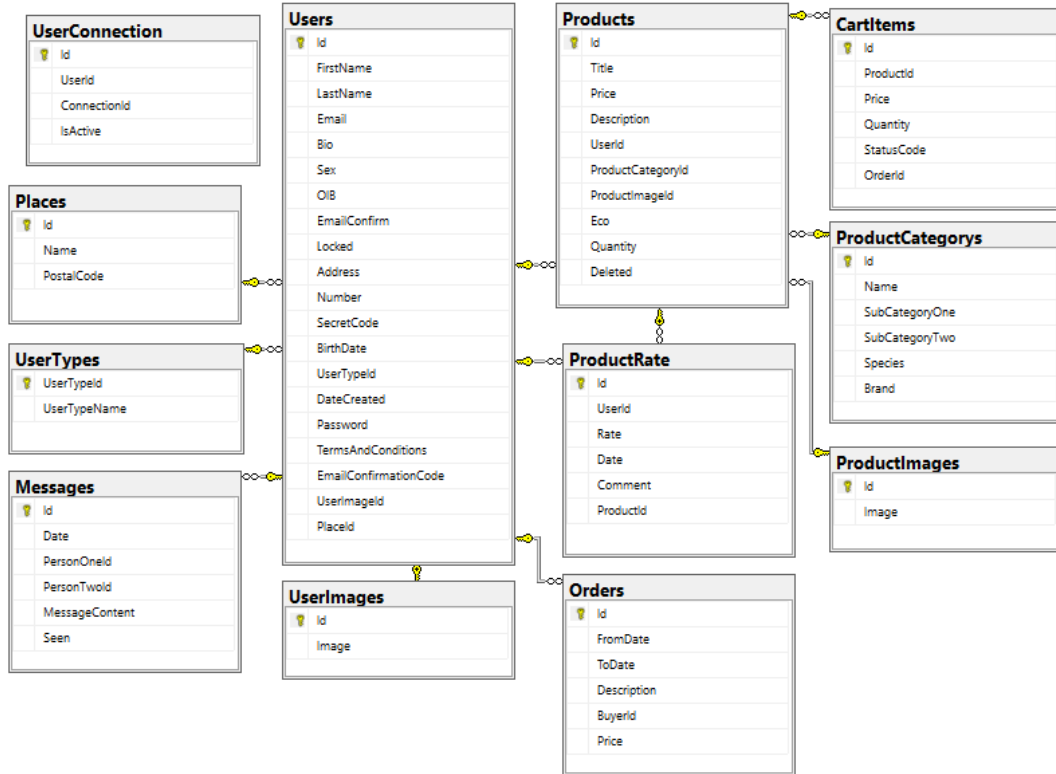 UserConnection
Id
UserId
ConnectionId
IsActive
Places
Id
Name
PostalCode
UserTypes
UserTypeId
UserTypeName
Messages
Id
Date
PersonOneId
PersonTwoId
MessageContent
Seen
Users
Id
FirstName
LastName
Email
Bio
Sex
OIB
EmailConfirm
Locked
Address
Number
SecretCode
BirthDate
UserTypeId
DateCreated
Password
TermsAndConditions
EmailConfirmationCode
UserImageId
PlaceId
UserImages
Id
Image
Products
Id
Title
Price
Description
UserId
ProductCategoryId
ProductImageId
Eco
Quantity
Deleted
ProductRate
Id
UserId
Rate
Date
Comment
ProductId
Orders
Id
FromDate
ToDate
Description
BuyerId
Price
CartItems
Id
ProductId
Price
Quantity
StatusCode
OrderId
ProductCategorys
Id
Name
SubCategoryOne
SubCategoryTwo
Species
Brand
ProductImages
Id
Image